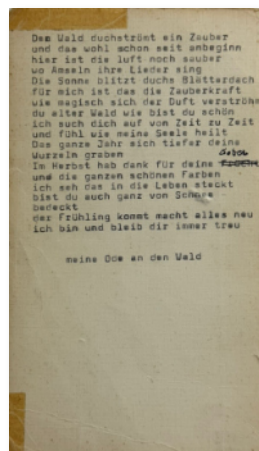 Dem Wald duchströmt ein Zauber
und das wohl schon seit anbeginn
hier ist die luft noch sauber
wo Amseln ihre Lieder sing
Die Sonne blitzt duchs Blätterdach
für mich ist das die Zauberkraft
wie magisch sich der Duft verströhm
du alter Wald wie bist du schön
ich such dich auf von Zeit zu Zeit
und fühl wie meine Seele heilt
Das ganze Jahr sich tiefer deine
Wurzeln graben
Gaben
Im Herbst hab dank für deine
und die ganzen schönen Farben
ich seh das in die Leben steckt
bist du auch ganz von Schnee
bedeckt
der Frühling kommt macht alles neu
ich bin und bleib dir immer treu
meine Ode an den Wald